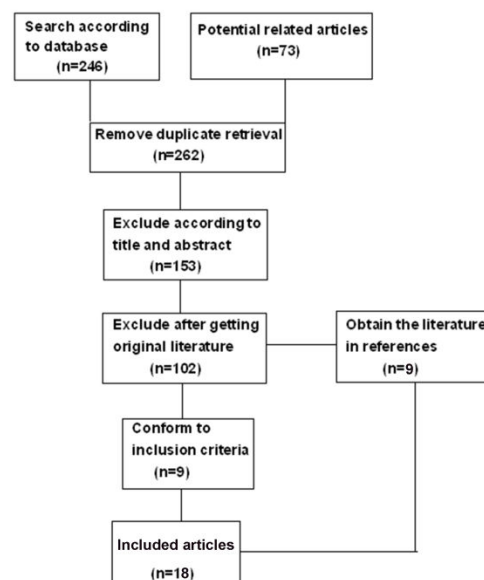 Search according
to database
(n=246)
Potential related articles
(n=73)
Remove duplicate retrieval
(n=262)
Exclude according to
title and abstract
(n=153)
Exclude after getting
original literature
(n=102)
Obtain the literature
in references
(n=9)
Conform to
inclusion criteria
(n=9)
Included articles
(n=18)